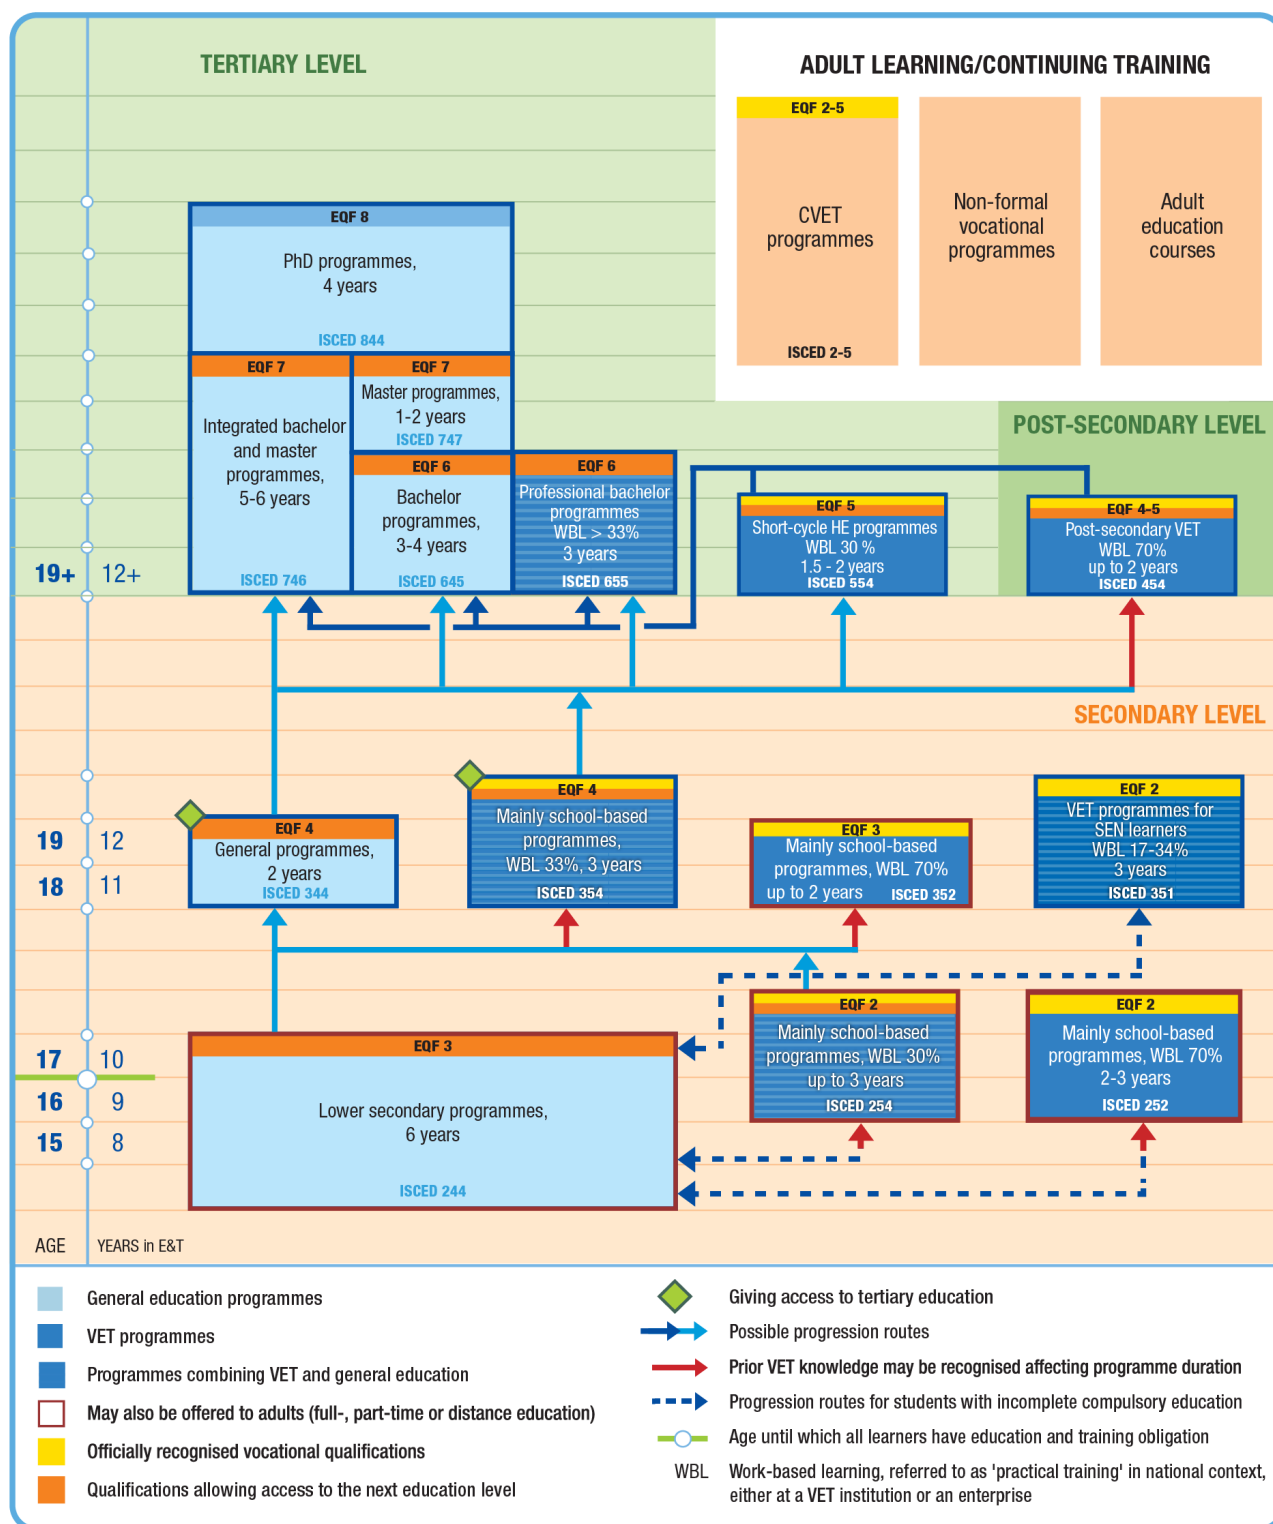 TERTIARY LEVEL
ADULT LEARNING/CONTINUING TRAINING
EQF 2-5
CVET
programmes
ISCED 2-5
Non-formal
vocational
programmes
Adult
education
courses
EQF 8
PhD programmes,
4 years
ISCED 844
EQF 7
Integrated bachelor
and master
programmes,
5-6 years
ISCED 746
EQF 7
Master programmes,
1-2 years
ISCED 747
EQF 6
Bachelor
programmes,
3-4 years
ISCED 645
EQF 6
Professional bachelor
programmes
WBL > 33%
3 years
ISCED 655
POST-SECONDARY LEVEL
EQF 5
Short-cycle HE programmes
WBL 30 %
1.5 - 2 years
ISCED 554
EQF 4-5
Post-secondary VET
WBL 70%
up to 2 years
ISCED 454
19+ 12+
SECONDARY LEVEL
EQF 4
General programmes,
2 years
ISCED 344
EQF 4
Mainly school-based
programmes,
WBL 33%, 3 years
ISCED 354
EQF 3
Mainly school-based
programmes, WBL 70%
up to 2 years ISCED 352
EQF 2
VET programmes for
SEN learners
WBL 17-34%
3 years
ISCED 351
19 12
18 11
EQF 3
Lower secondary programmes,
6 years
ISCED 244
EQF 2
Mainly school-based
programmes, WBL 30%
up to 3 years
ISCED 254
EQF 2
Mainly school-based
programmes, WBL 70%
2-3 years
ISCED 252
17 10
16 9
15 8
AGE YEARS in E&T
General education programmes
VET programmes
Programmes combining VET and general education
May also be offered to adults (full-, part-time or distance education)
Officially recognised vocational qualifications
Qualifications allowing access to the next education level
Giving access to tertiary education
Possible progression routes
Prior VET knowledge may be recognised affecting programme duration
Progression routes for students with incomplete compulsory education
Age until which all learners have education and training obligation
WBL Work-based learning, referred to as 'practical training' in national context,
either at a VET institution or an enterprise